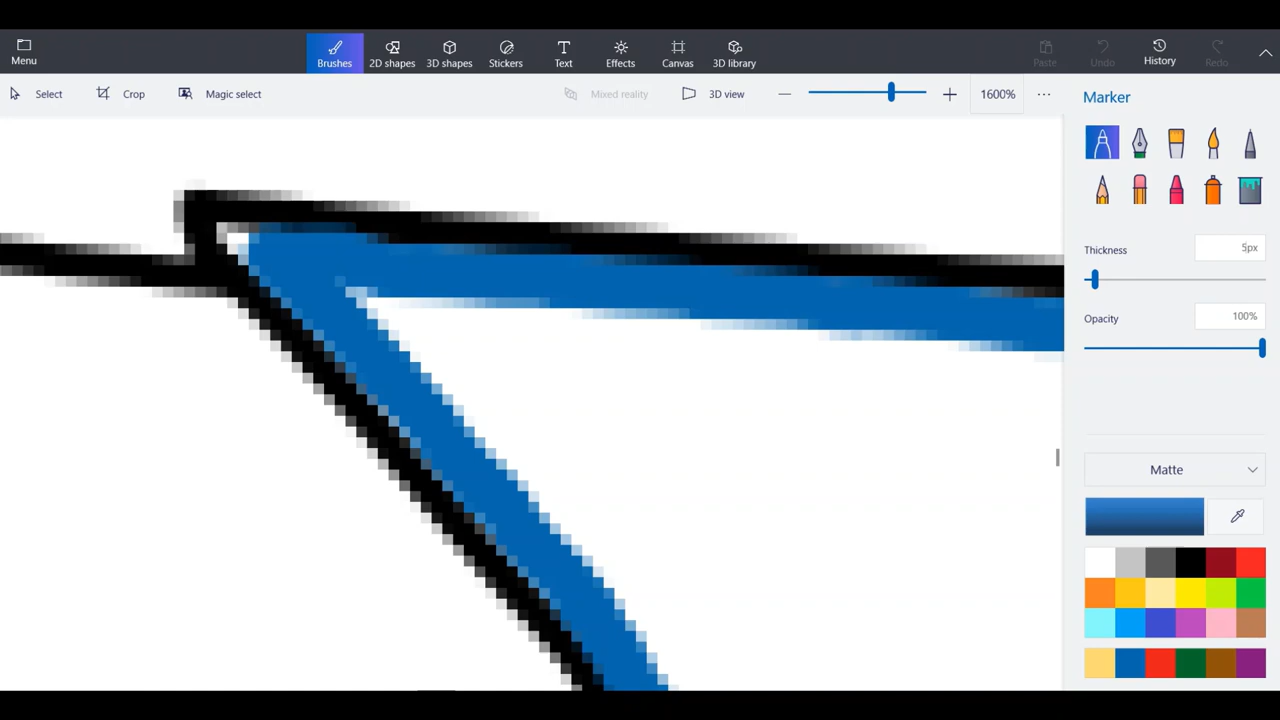 Menu
Brushes 2D shapes 3D shapes Stickers Text Effects Canvas 3D library Paste Undo History Redo
Select Crop Magic select Mixed reality 3D view 1600%
Marker
Thickness 5px
Opacity 100%
Matte